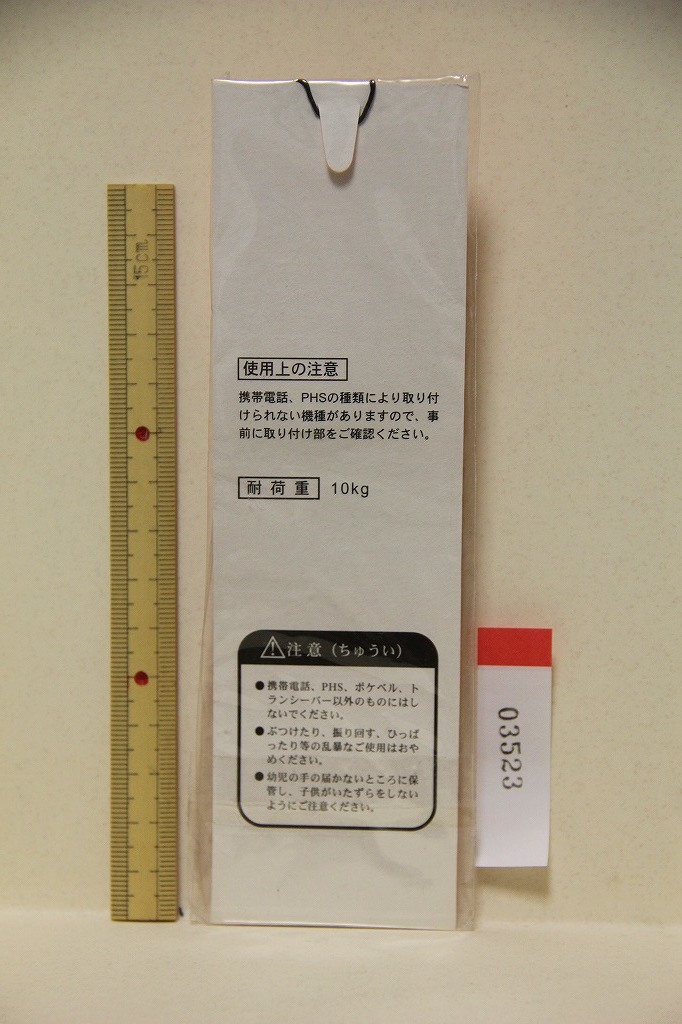 15cm
使用上の注意
携帯電話、PHSの種類により取り付
けられない機種がありますので、事
前に取り付け部をご確認ください。
耐荷重 10kg
注意（ちゅうい）
●携帯電話、PHS、ポケベル、ト
ランシーバー以外のものにはし
ないでください。
●ぶつけたり、振り回す、ひっぱ
ったり等の乱暴なご使用はおや
めください。
●幼児の手の届かないところに保
管し、子供がいたずらをしない
ようにご注意ください。
03523